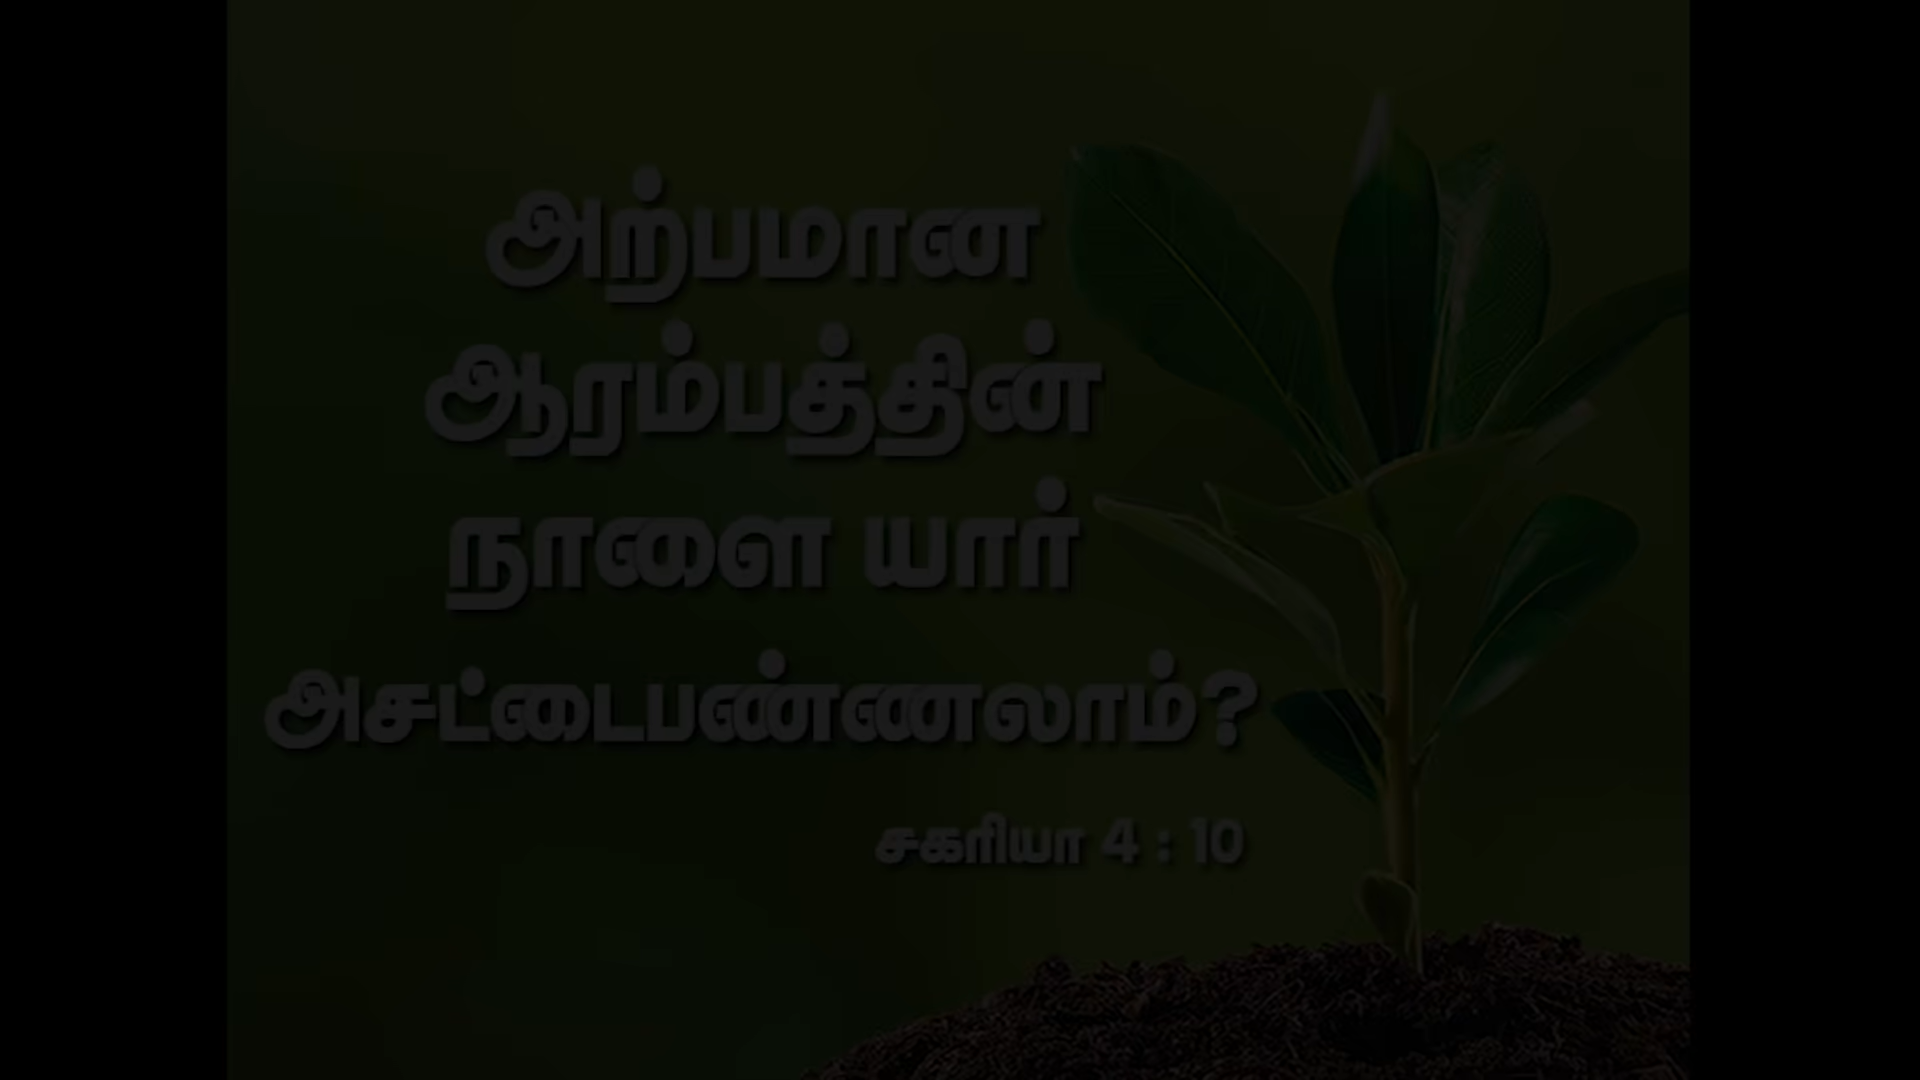 அற்பமான
ஆரம்பத்தின்
நாளை யார்
அசட்டைபண்ணலாம்?
சகரியா 4 : 10